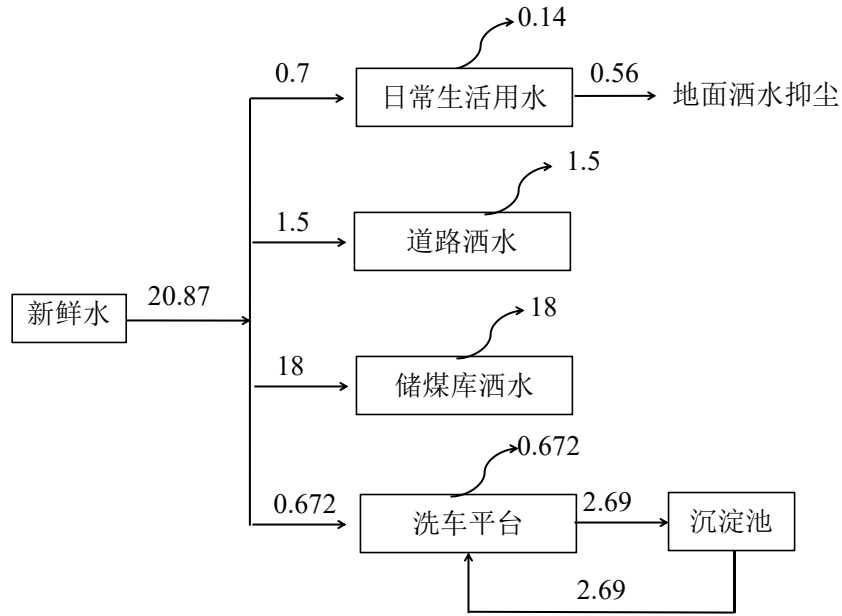 0.14
0.7
日常生活用水
0.56
地面洒水抑尘
1.5
1.5
道路洒水
新鲜水
20.87
18
18
储煤库洒水
0.672
0.672
洗车平台
2.69
沉淀池
2.69